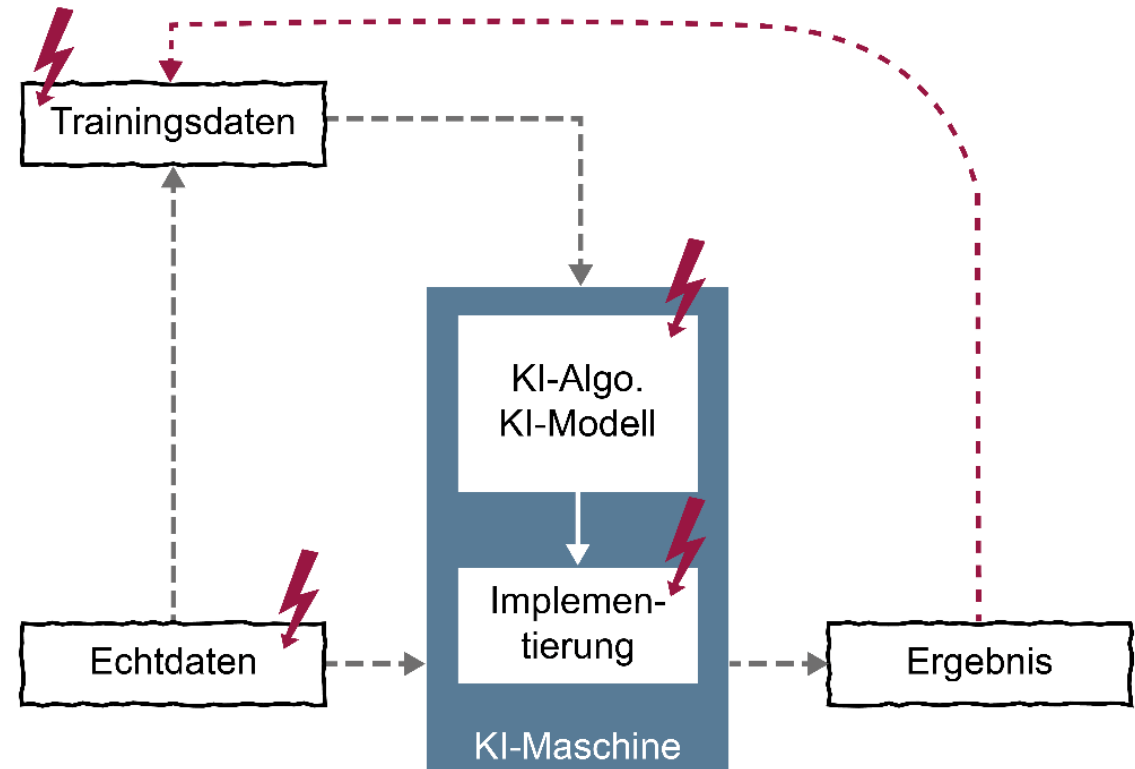 Trainingsdaten
KI-Algo.
KI-Modell
Implemen-
tierung
Echtdaten
Ergebnis
KI-Maschine